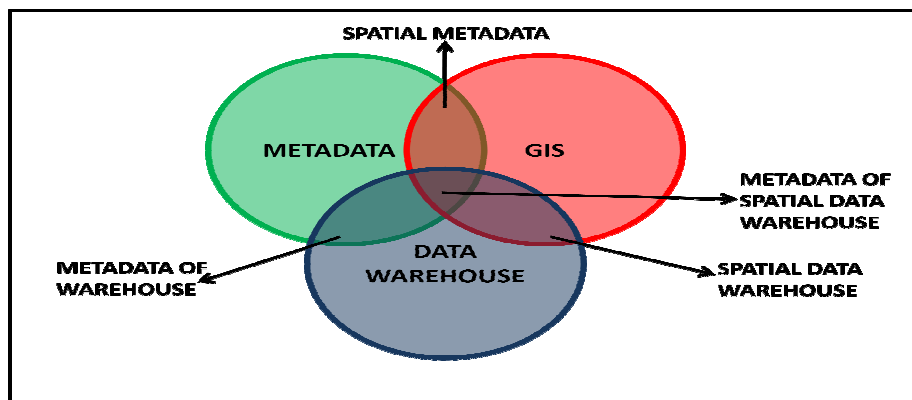 SPATIAL METADATA
METADATA
GIS
METADATA OF
SPATIAL DATA
WAREHOUSE
DATA
WAREHOUSE
METADATA OF
WAREHOUSE
SPATIAL DATA
WAREHOUSE